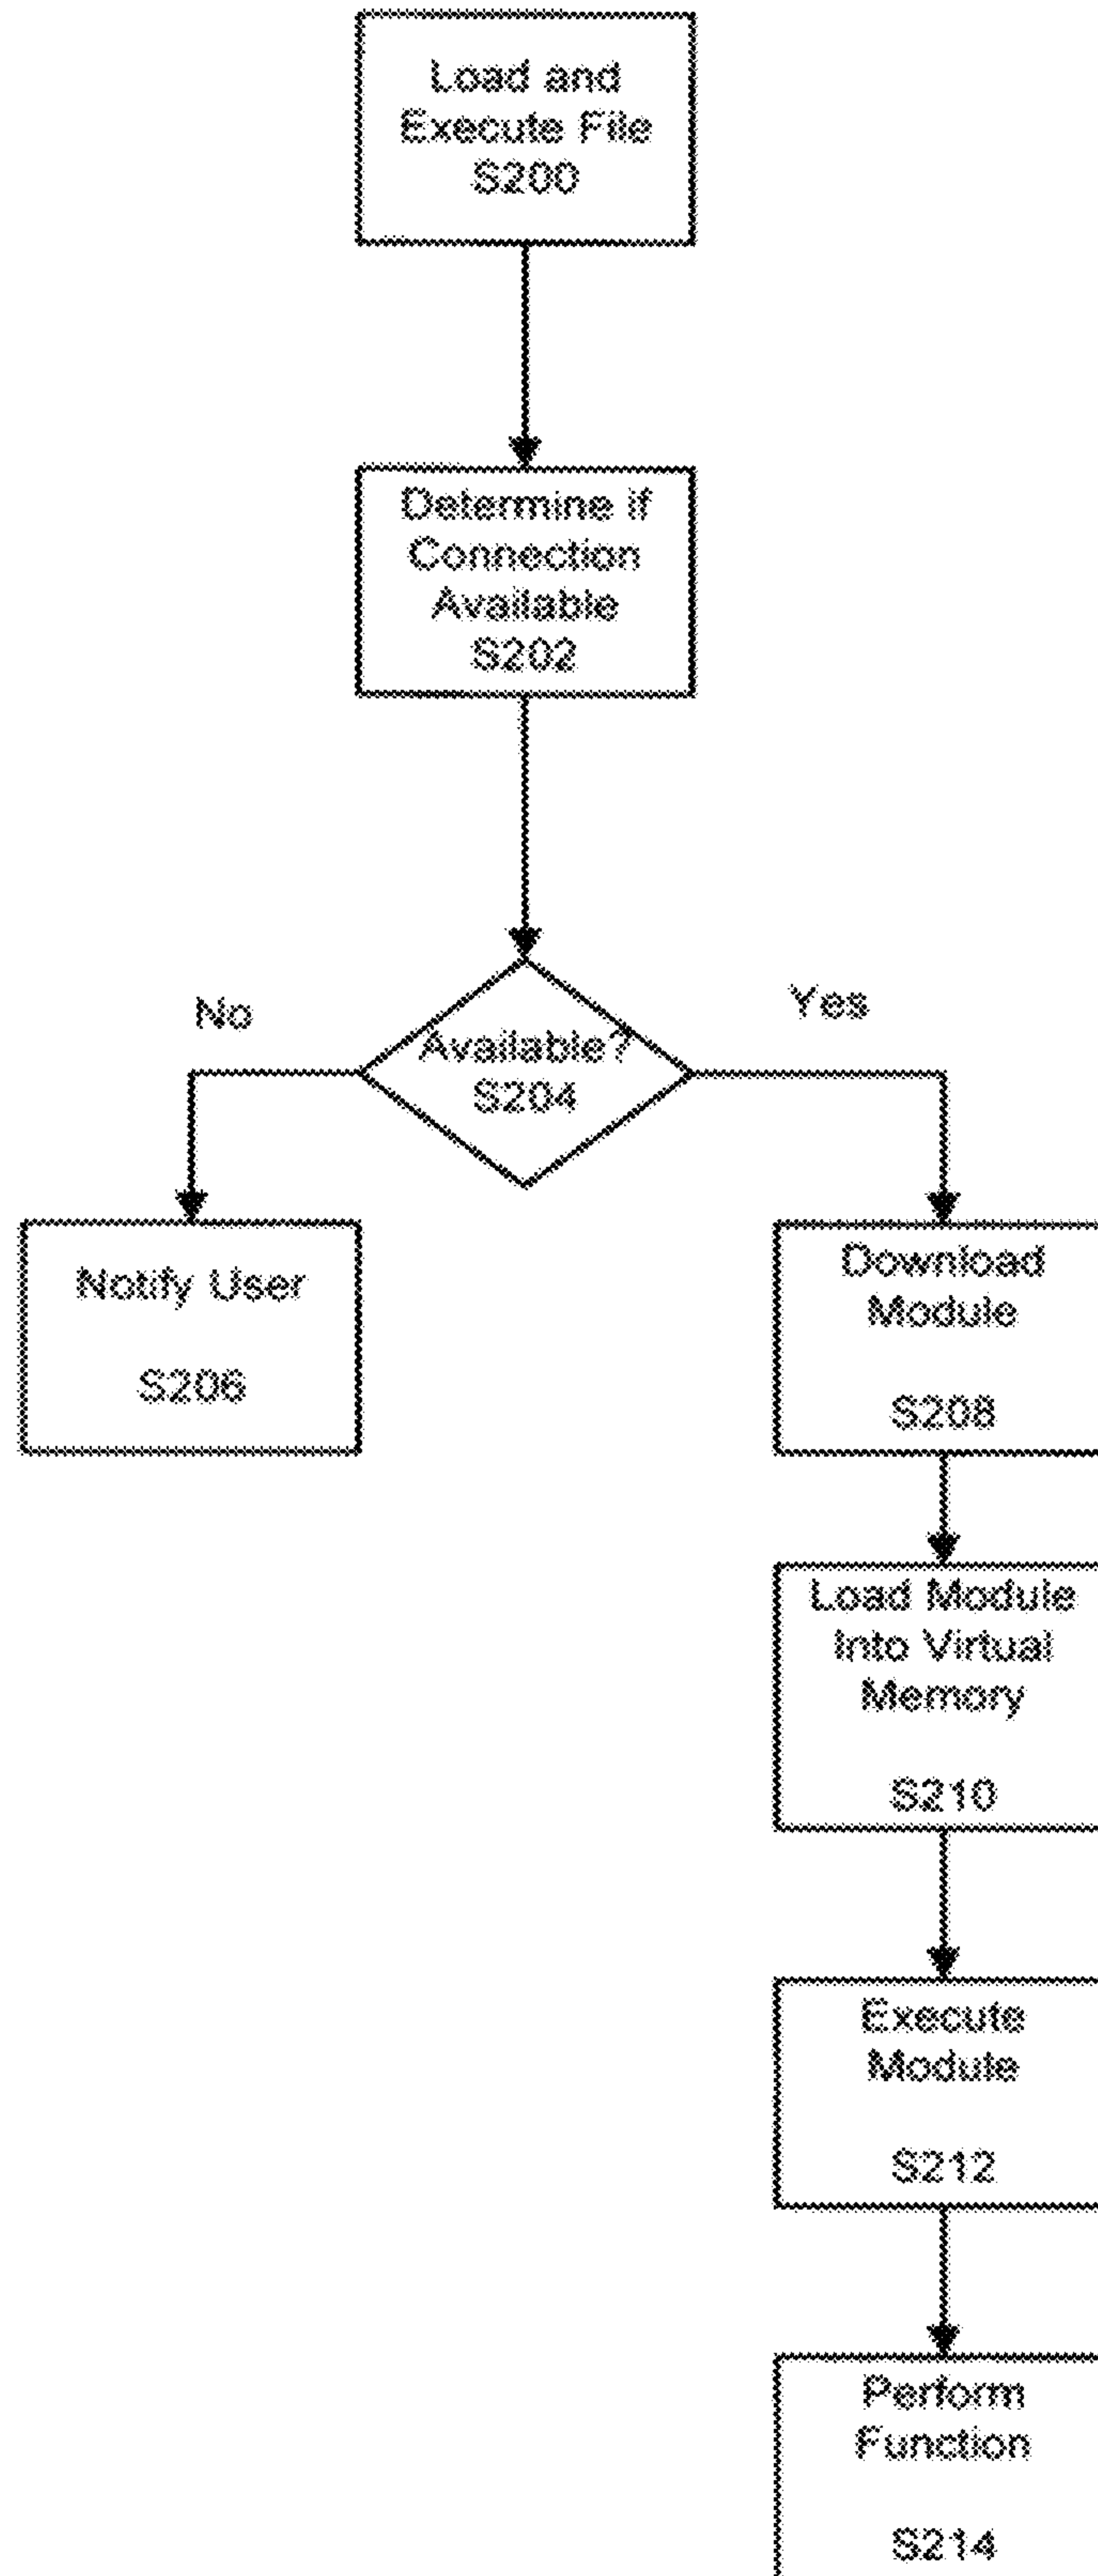 Load and
Execute File
S200
Determine if
Connection
Available
S202
No
Yes
Available?
S204
Notify User
S206
Download
Module
S208
Load Module
Into Virtual
Memory
S210
Execute
Module
S212
Perform
Function
S214